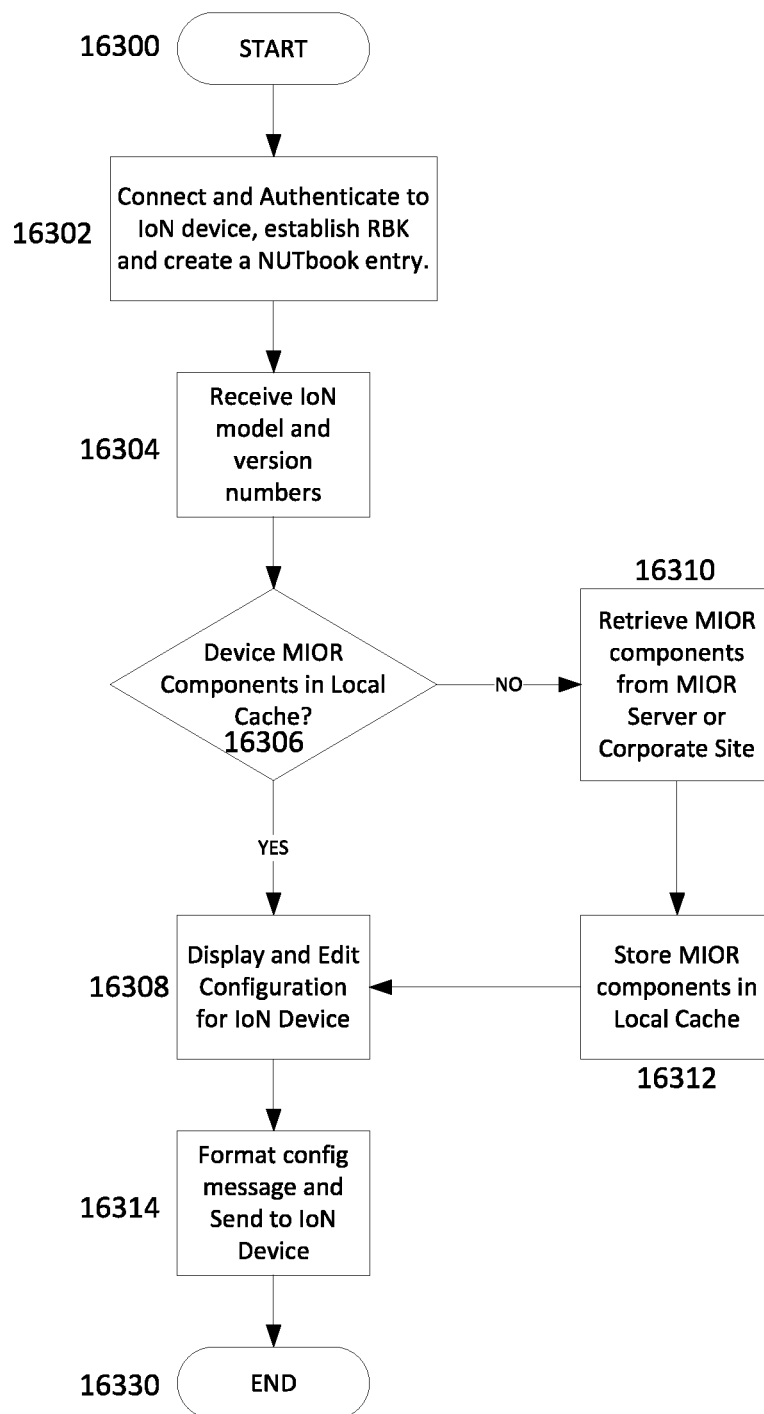 16300
START
16302
Connect and Authenticate to
IoN device, establish RBK
and create a NUTbook entry.
16304
Receive IoN
model and
version
numbers
Device MIOR
Components in Local
Cache?
16306
NO
16310
Retrieve MIOR
components
from MIOR
Server or
Corporate Site
YES
16308
Display and Edit
Configuration
for IoN Device
Store MIOR
components in
Local Cache
16312
16314
Format config
message and
Send to IoN
Device
16330
END